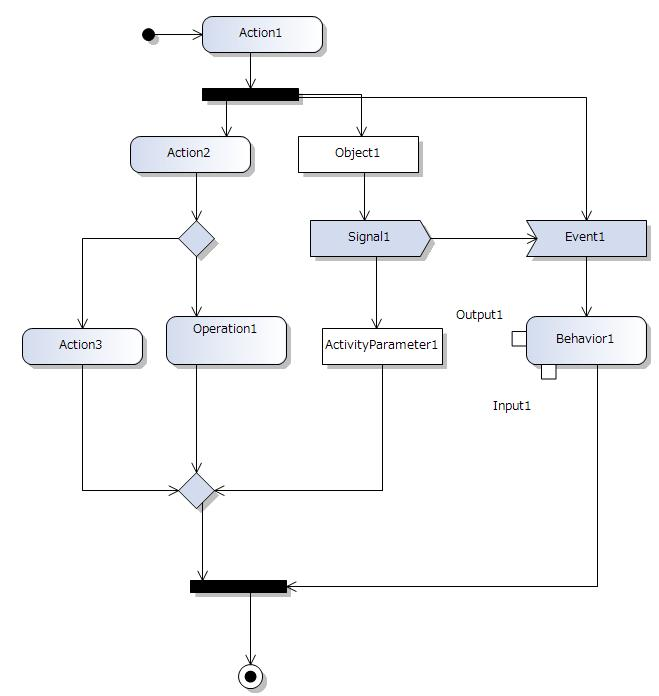 Action1
Action2
Object1
Signal1
Event1
Output1
Action3
Operation1
ActivityParameter1
Behavior1
Input1